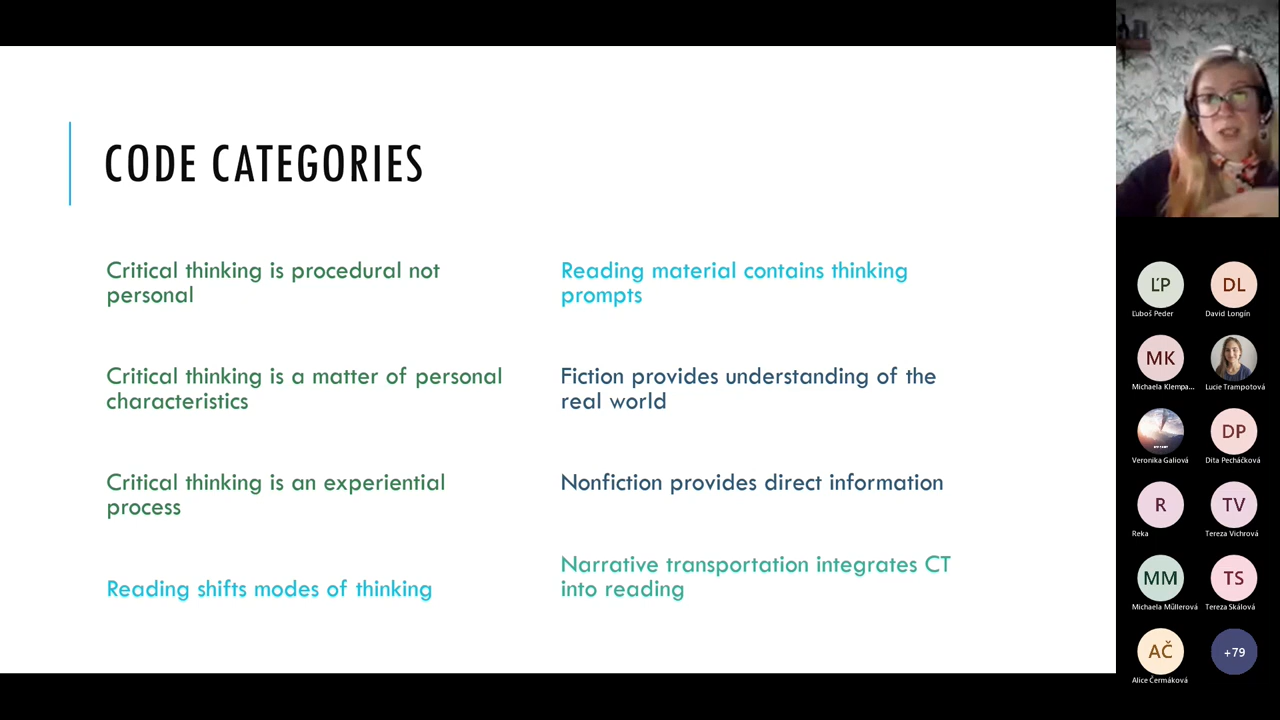 CODE CATEGORIES
Critical thinking is procedural not
personal
Critical thinking is a matter of personal
characteristics
Critical thinking is an experiential
process
Reading shifts modes of thinking
Reading material contains thinking
prompts
Fiction provides understanding of the
real world
Nonfiction provides direct information
Narrative transportation integrates CT
into reading
ĽP
DL
Ľuboš Peder
David Longín
MK
Michaela Klempa...
Lucie Trampotová
DP
Veronika Galiová
Dita Pecháčková
R
TV
Reka
Tereza Vichrová
MM
TS
Michaela Müllerová
Tereza Skálová
AČ
+79
Alice Čermáková